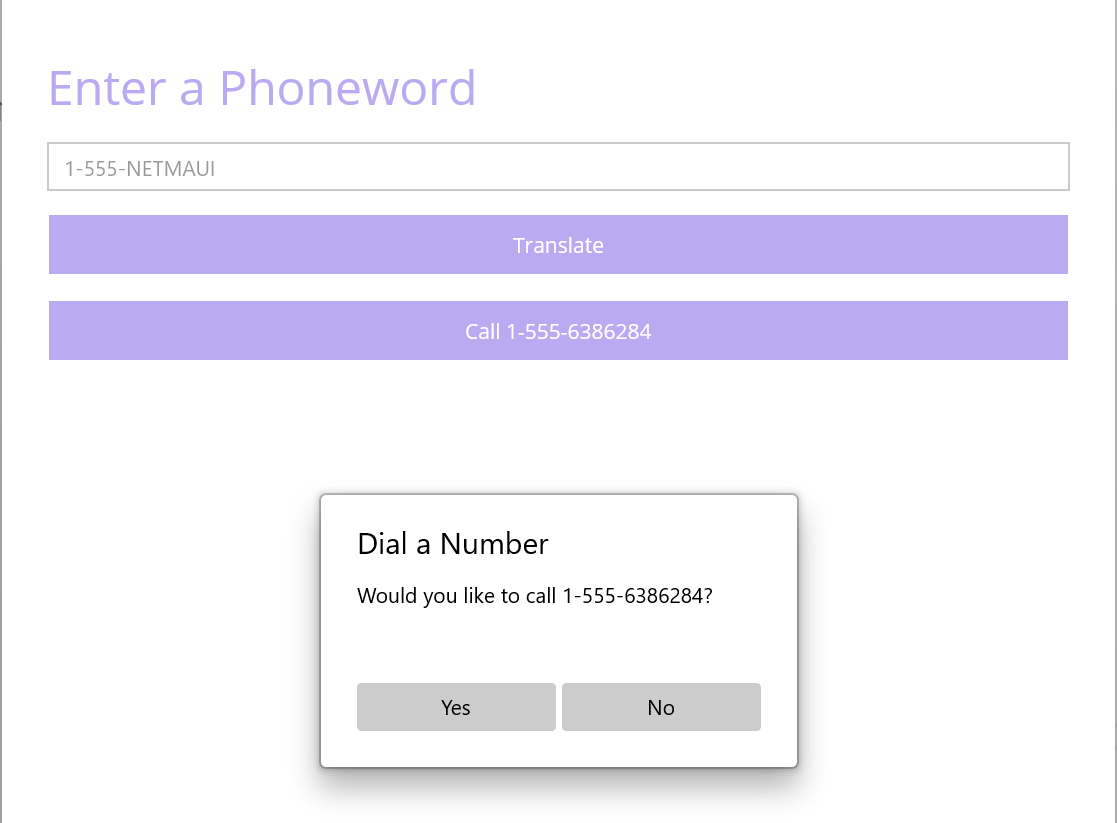 Enter a Phoneword
1-555-NETMAUI
Translate
Call 1-555-6386284
Dial a Number
Would you like to call 1-555-6386284?
Yes
No